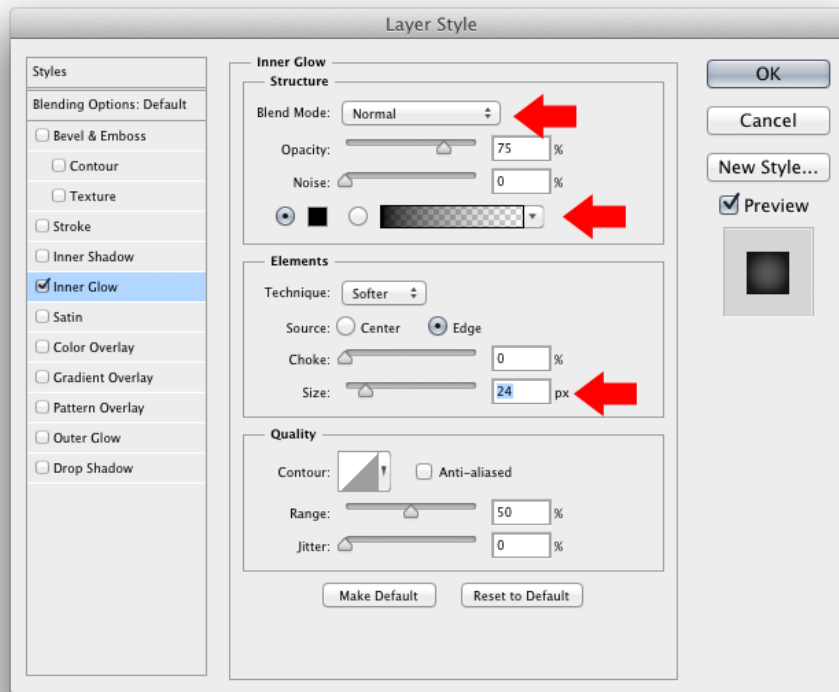 Layer Style
Styles
Blending Options: Default
Bevel & Emboss
Contour
Texture
Stroke
Inner Shadow
Inner Glow
Satin
Color Overlay
Gradient Overlay
Pattern Overlay
Outer Glow
Drop Shadow
Inner Glow
Structure
Blend Mode: Normal
Opacity: 75 %
Noise: 0 %
Elements
Technique: Softer
Source: Center Edge
Choke: 0 %
Size: 24 px
Quality
Contour: Anti-aliased
Range: 50 %
Jitter: 0 %
Make Default Reset to Default
OK
Cancel
New Style...
Preview